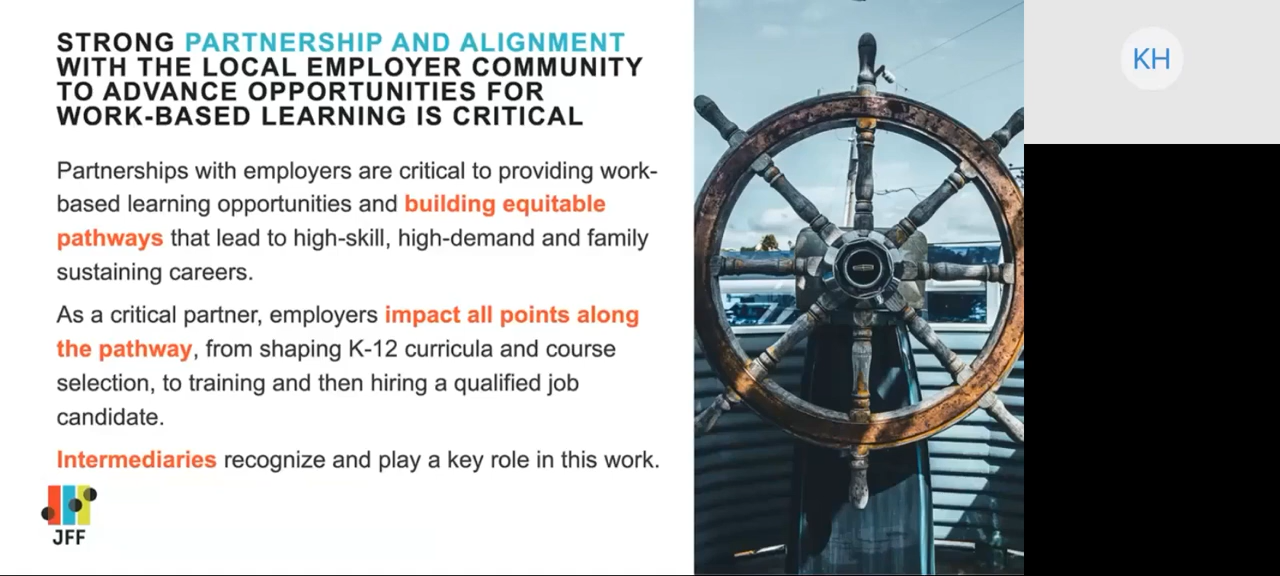 STRONG PARTNERSHIP AND ALIGNMENT
WITH THE LOCAL EMPLOYER COMMUNITY
TO ADVANCE OPPORTUNITIES FOR
WORK-BASED LEARNING IS CRITICAL
Partnerships with employers are critical to providing work-
based learning opportunities and building equitable
pathways that lead to high-skill, high-demand and family
sustaining careers.
As a critical partner, employers impact all points along
the pathway, from shaping K-12 curricula and course
selection, to training and then hiring a qualified job
candidate.
Intermediaries recognize and play a key role in this work.
JFF
KH